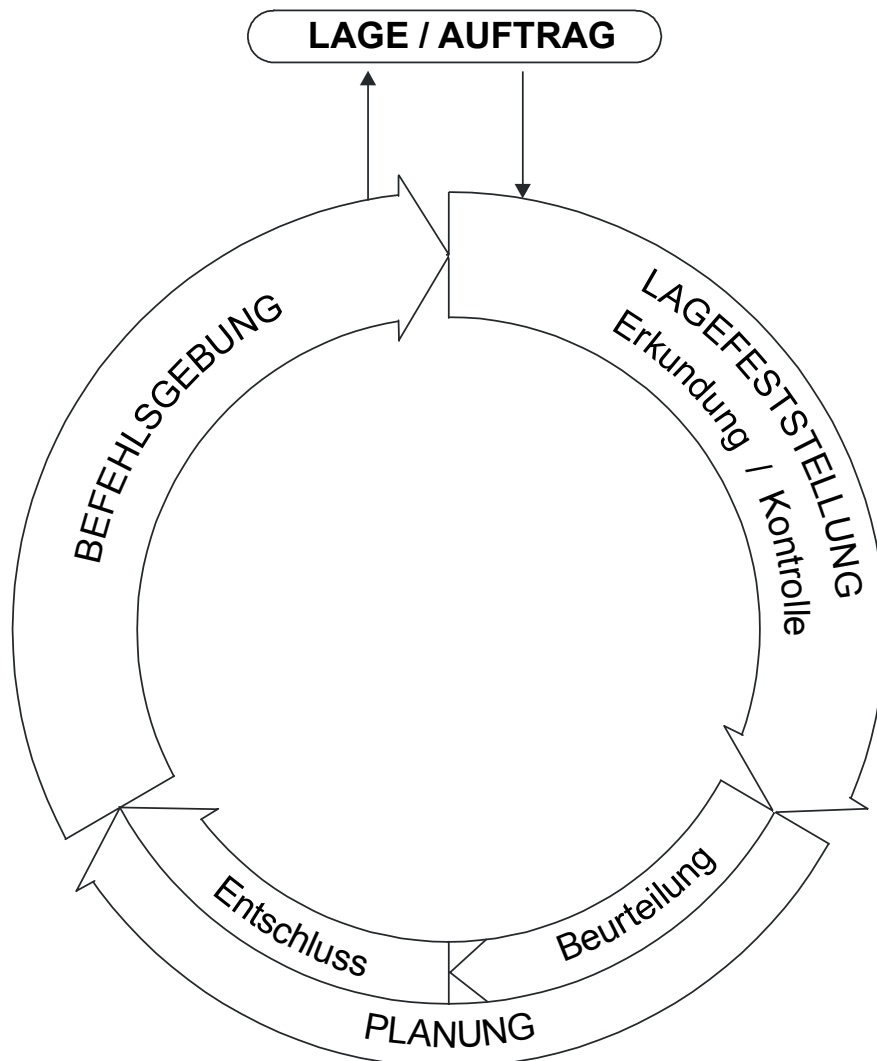 LAGE / AUFTRAG
LAGEFESTSTELLUNG
Erkundung / Kontrolle
Beurteilung
Entschluss
PLANUNG
BEFEHLSGEBUNG